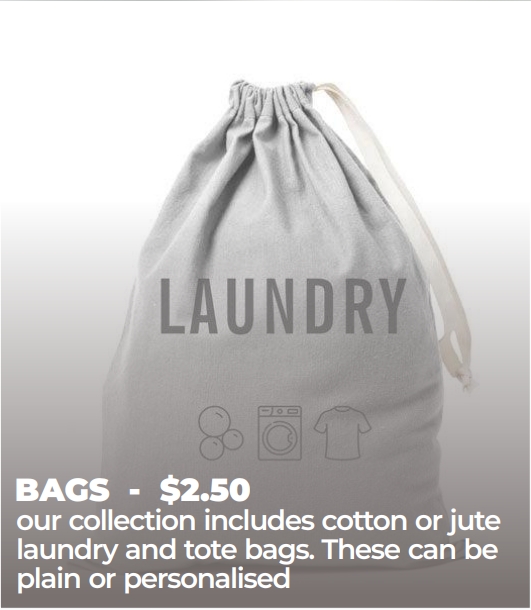 LAUNDRY
BAGS - $2.50
our collection includes cotton or jute
laundry and tote bags. These can be
plain or personalised